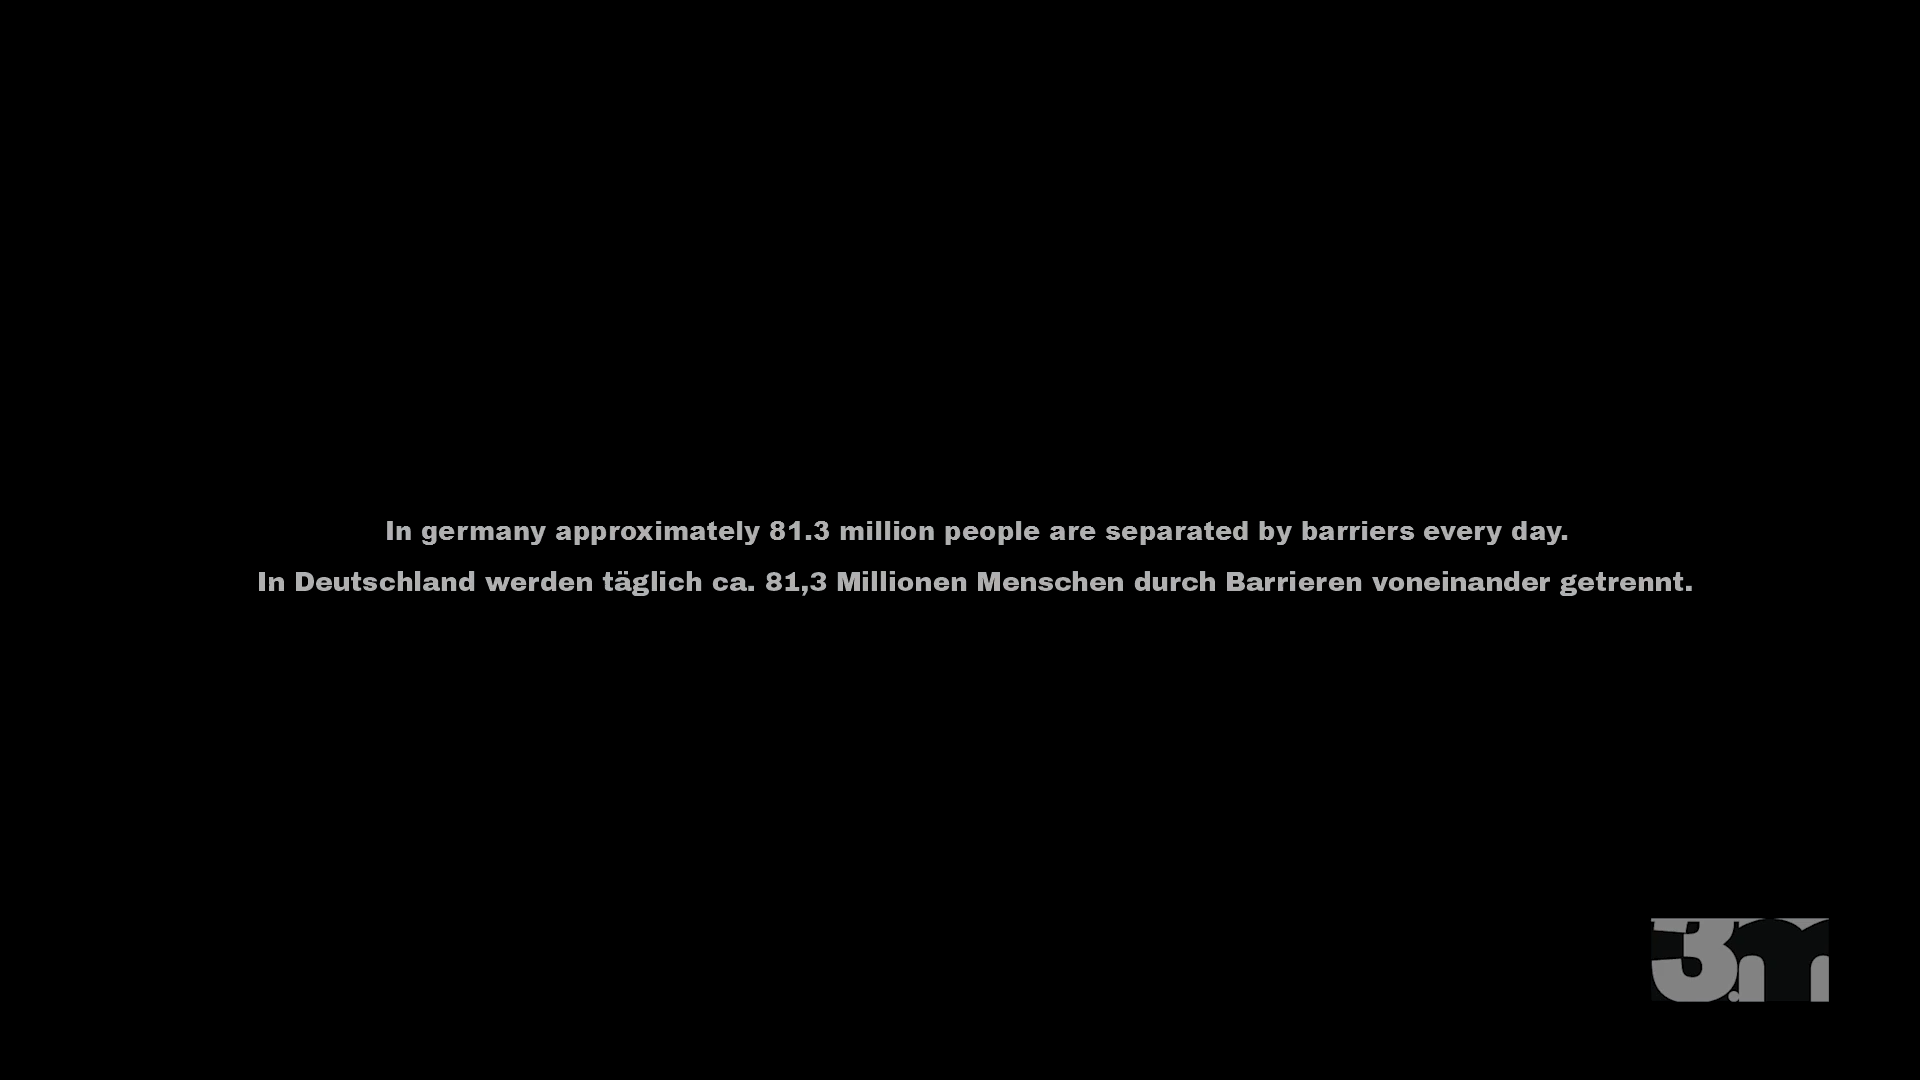 In germany approximately 81.3 million people are separated by barriers every day.
In Deutschland werden täglich ca. 81,3 Millionen Menschen durch Barrieren voneinander getrennt.
3.m